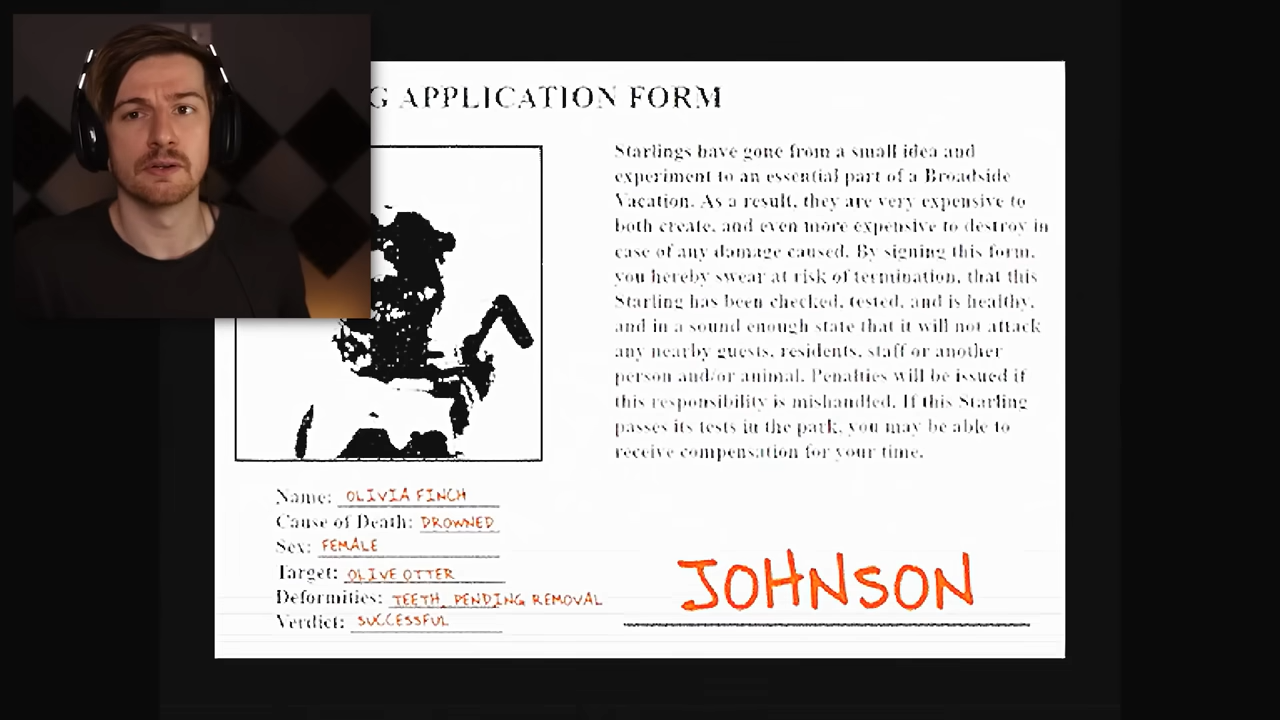 G APPLICATION FORM
Starlings have gone from a small idea and
experiment to an essential part of a Broadside
Vacation. As a result, they are very expensive to
both create, and even more expensive to destroy in
case of any damage caused. By signing this form,
you hereby swear at risk of termination, that this
Starling has been checked, tested, and is healthy,
and in a sound enough state that it will not attack
any nearby guests, residents, staff or another
person and/or animal. Penalties will be issued if
this responsibility is mishandled. If this Starling
passes its tests in the park, you may be able to
receive compensation for your time.
Name: OLIVIA FINCH
Cause of Death: DROWNED
Sex: FEMALE
Target: OLIVE OTTER
Deformities: TEETH, PENDING REMOVAL
Verdict: SUCCESSFUL
JOHNSON